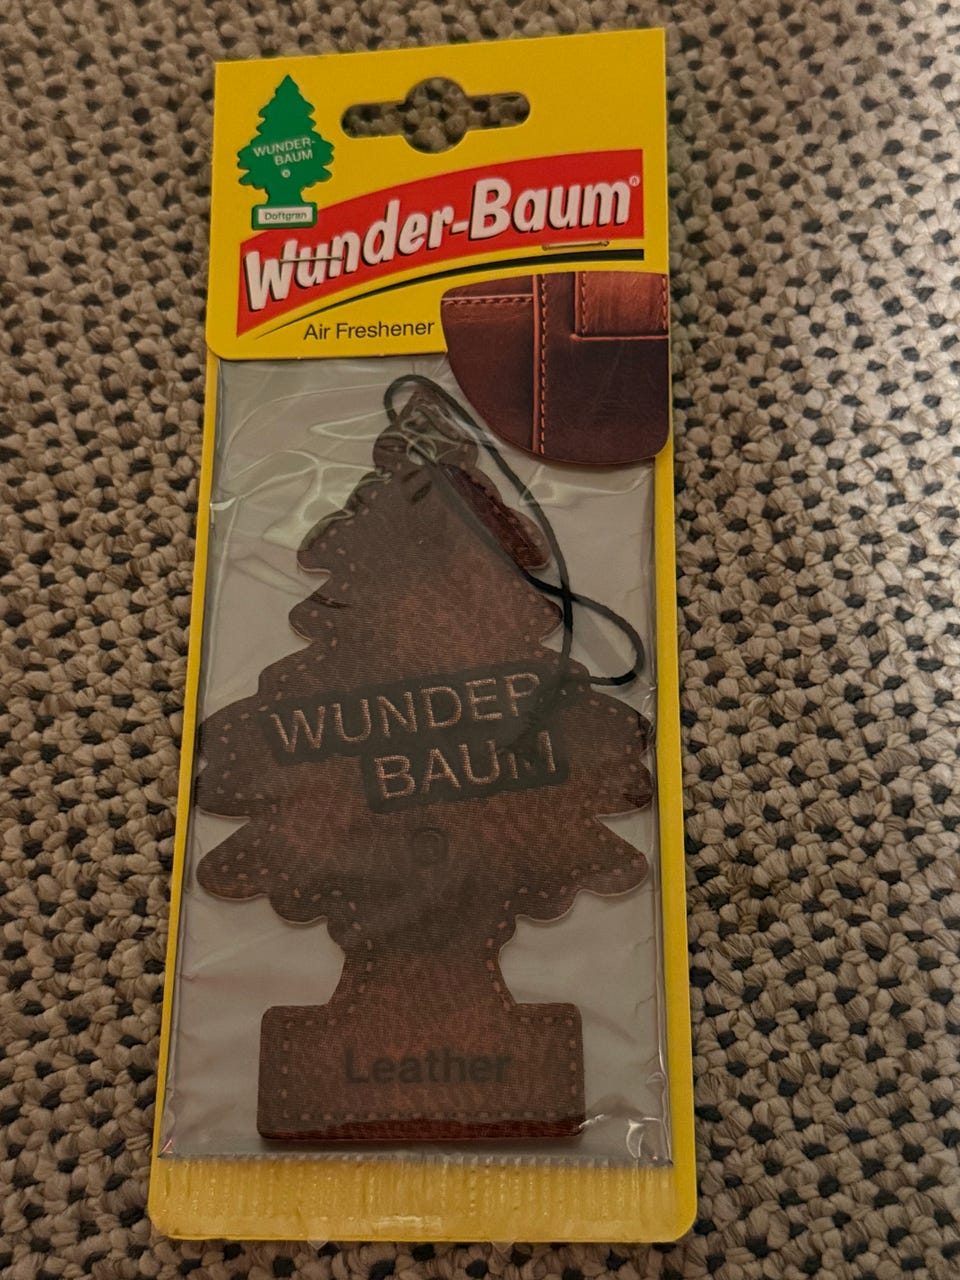 WUNDER-
BAUM
®
Doftgran
Wunder-Baum®
Air Freshener
WUNDER
BAUM
Leather